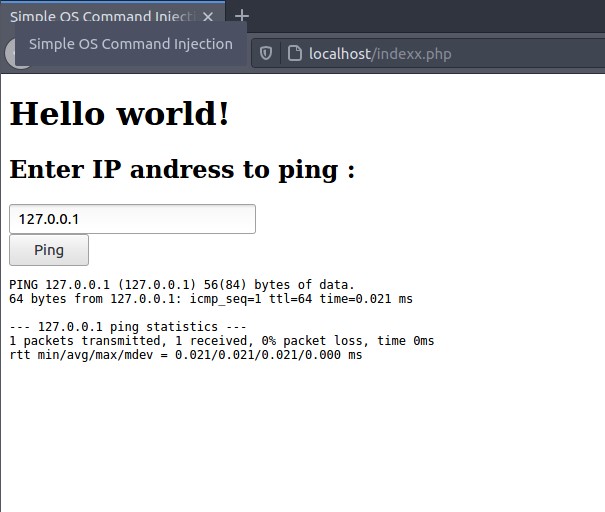 Simple OS Command Inject
Simple OS Command Injection
localhost/indexx.php
Hello world!
Enter IP andress to ping :
127.0.0.1
Ping
PING 127.0.0.1 (127.0.0.1) 56(84) bytes of data.
64 bytes from 127.0.0.1: icmp_seq=1 ttl=64 time=0.021 ms
--- 127.0.0.1 ping statistics ---
1 packets transmitted, 1 received, 0% packet loss, time 0ms
rtt min/avg/max/mdev = 0.021/0.021/0.021/0.000 ms